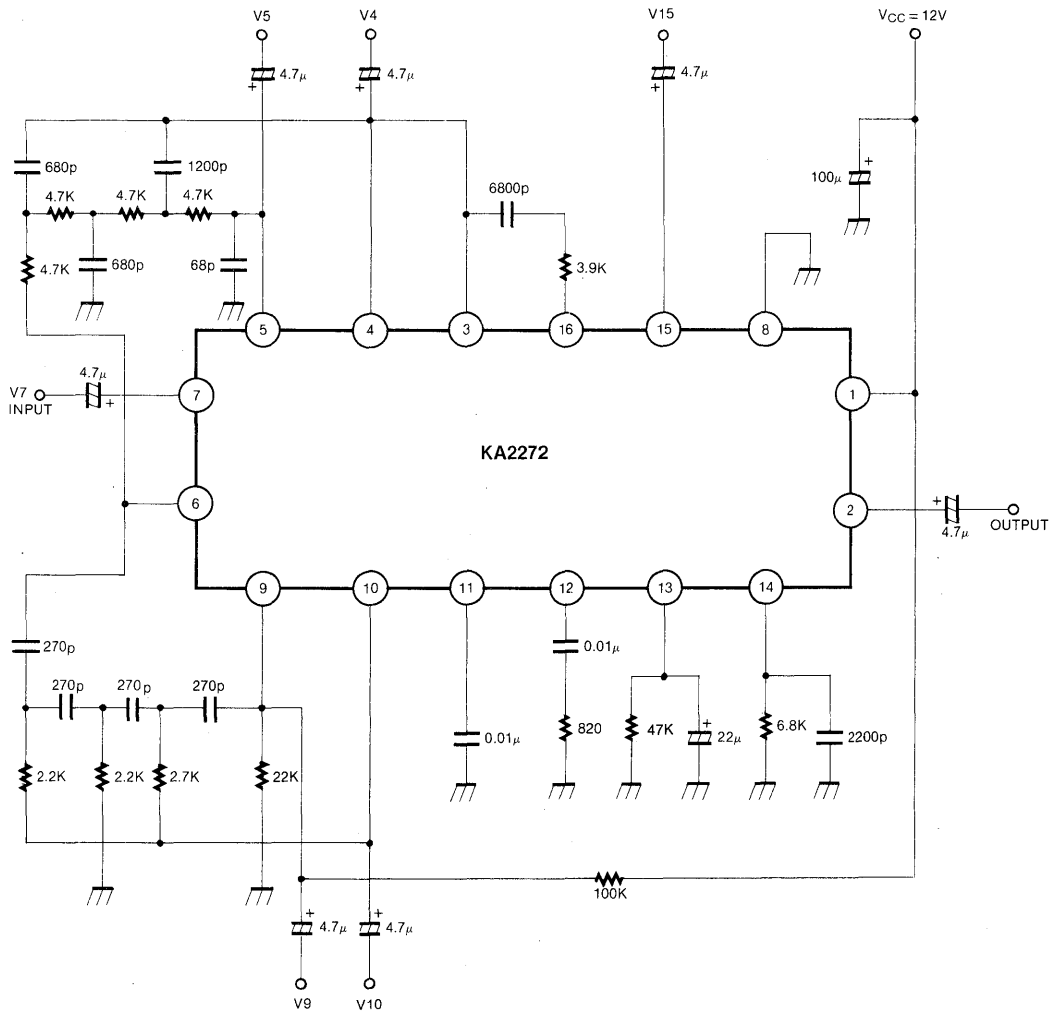 V5 V4 V15 VCC = 12V
4.7μ 4.7μ 4.7μ
+ + +
680p 1200p 6800p 100μ +
4.7K 4.7K 4.7K
4.7K 680p 68p 3.9K
5 4 3 16 15 8
4.7μ
V7 + 7 1
INPUT
KA2272
6 2 +
4.7μ OUTPUT
9 10 11 12 13 14
270p 0.01μ
270p 270p 270p
0.01μ 820 47K + 22μ 6.8K 2200p
2.2K 2.2K 2.7K 22K
100K
+ 4.7μ + 4.7μ
V9 V10